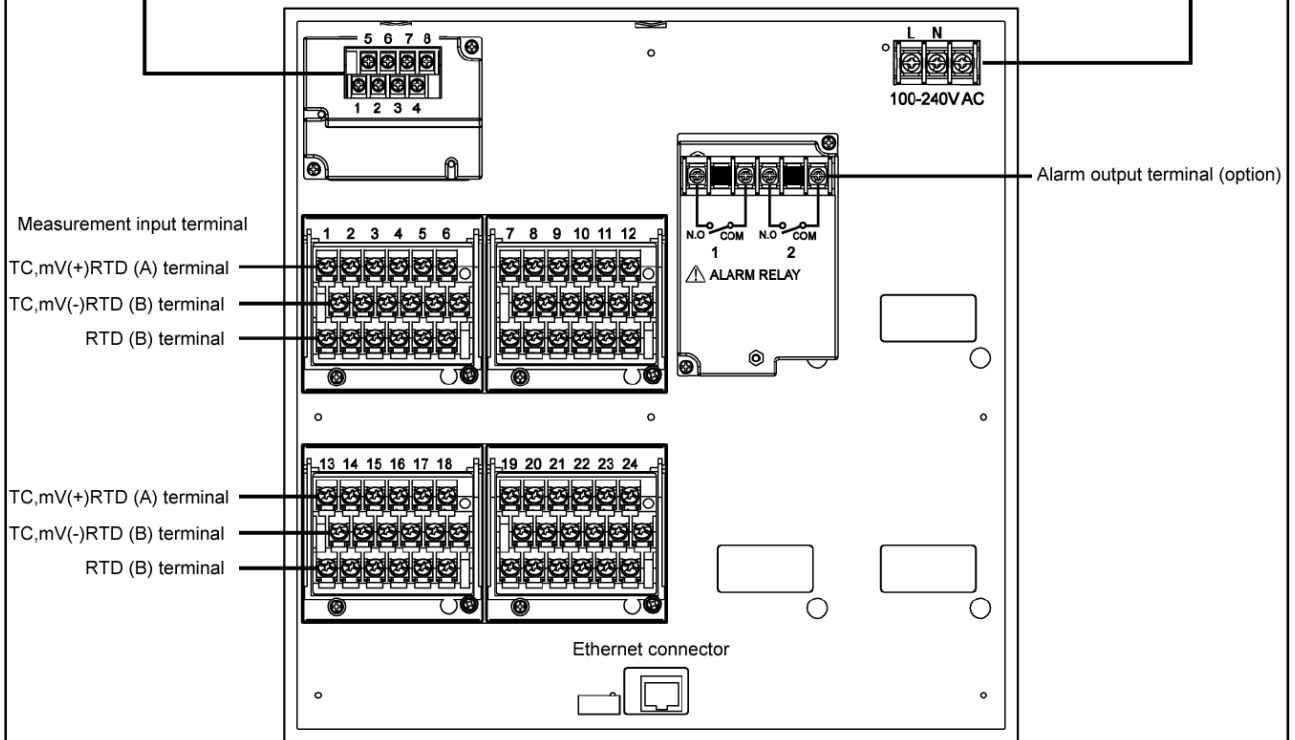 5 6 7 8
1 2 3 4
L N
100-240V AC
Alarm output terminal (option)
N.O COM N.O COM
1 2
ALARM RELAY
Measurement input terminal
1 2 3 4 5 6
7 8 9 10 11 12
TC,mV(+)RTD (A) terminal
TC,mV(-)RTD (B) terminal
RTD (B) terminal
13 14 15 16 17 18
19 20 21 22 23 24
TC,mV(+)RTD (A) terminal
TC,mV(-)RTD (B) terminal
RTD (B) terminal
Ethernet connector